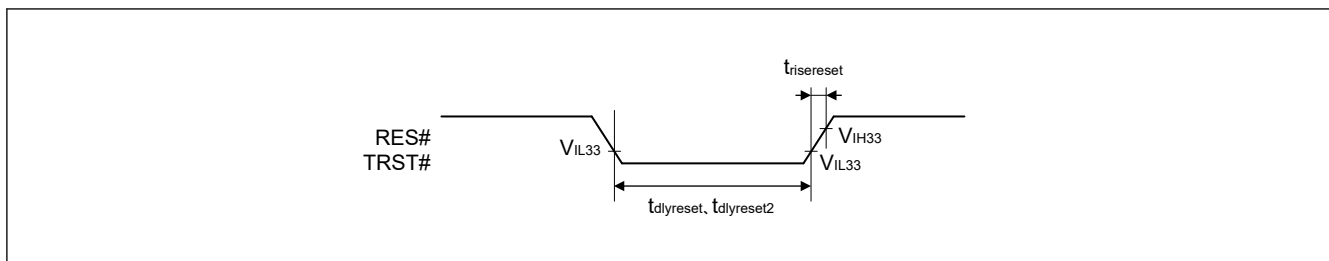 trisereset
RES#
TRST#
VIL33
VIH33
VIL33
tdlyreset、tdlyreset2